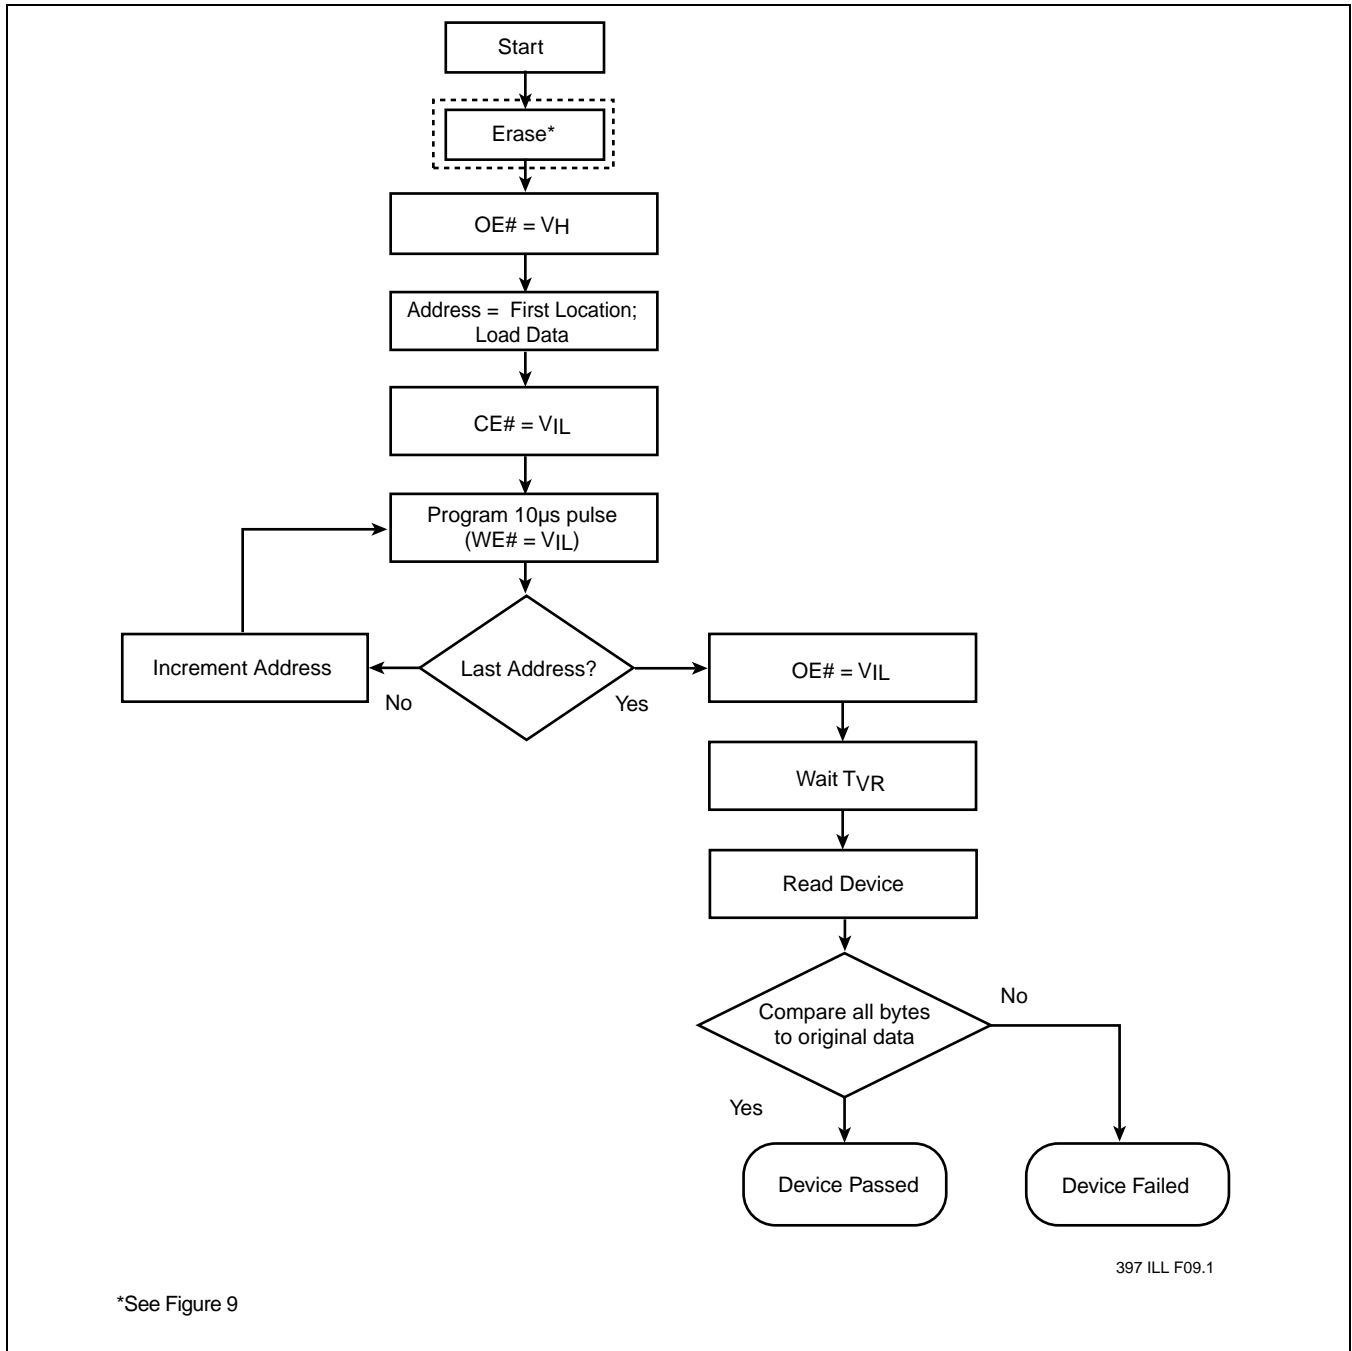 Start
Erase*
OE# = VH
Address = First Location;
Load Data
CE# = VIL
Program 10µs pulse
(WE# = VIL)
Increment Address
No
Last Address?
Yes
OE# = VIL
Wait TVR
Read Device
Compare all bytes
to original data
No
Yes
Device Passed
Device Failed
397 ILL F09.1
*See Figure 9